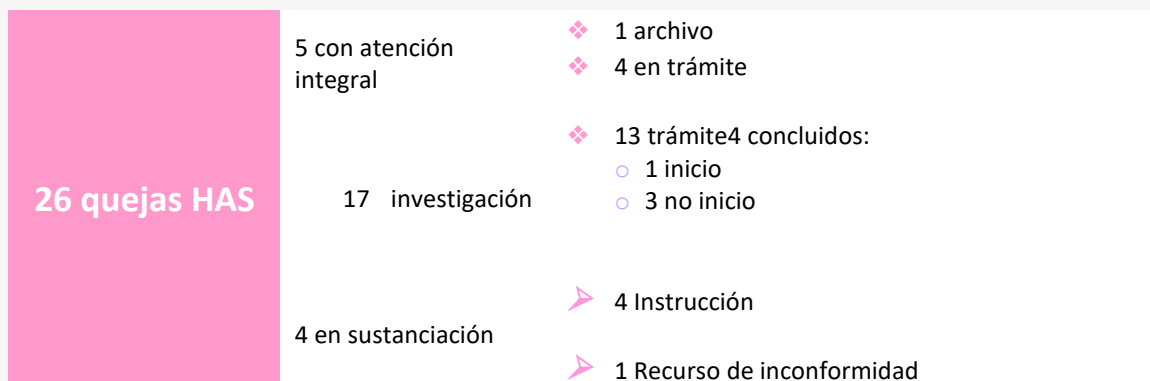 26 quejas HAS
5 con atención
integral
❖ 1 archivo
❖ 4 en trámite
17 investigación
❖ 13 trámite4 concluidos:
o 1 inicio
o 3 no inicio
4 en sustanciación
➢ 4 Instrucción
➢ 1 Recurso de inconformidad